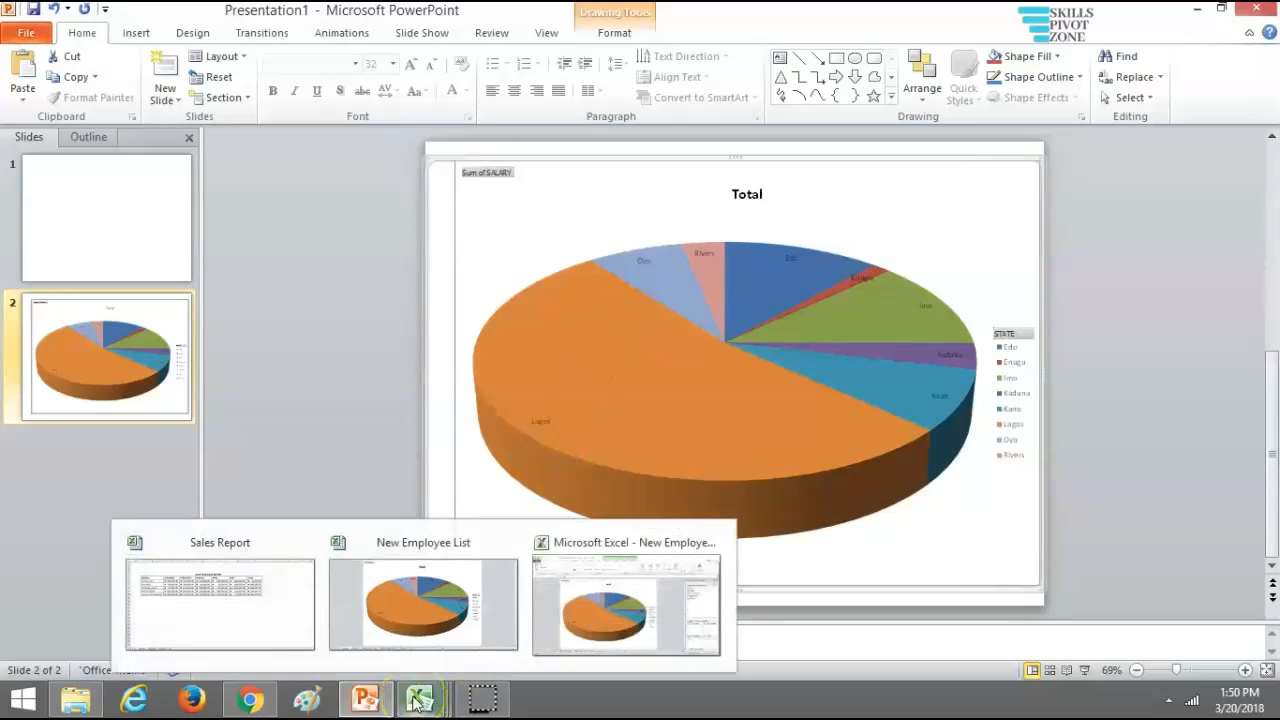 Presentation1 - Microsoft PowerPoint
Drawing Tools
SKILLS
PIVOT
ZONE
File
Home
Insert
Design
Transitions
Slide Show
Review
View
Format
Paste
Cut
Copy
Format Painter
Clipboard
New
Slide
Layout
Reset
Section
Slides
32
Font
Text Direction
Align Text
Convert to SmartArt
Paragraph
Arrange
Quick
Styles
Shape Fill
Shape Outline
Shape Effects
Drawing
Find
Replace
Select
Editing
Slides
Outline
1
2
Sum of SALARY
Total
Oyo
Rivers
Edo
Enugu
Imo
Kaduna
Kano
Lagos
STATE
Edo
Enugu
Imo
Kaduna
Kano
Lagos
Oyo
Rivers
Sales Report
New Employee List
Microsoft Excel - New Employe...
Slide 2 of 2
69%
1:50 PM
3/20/2018